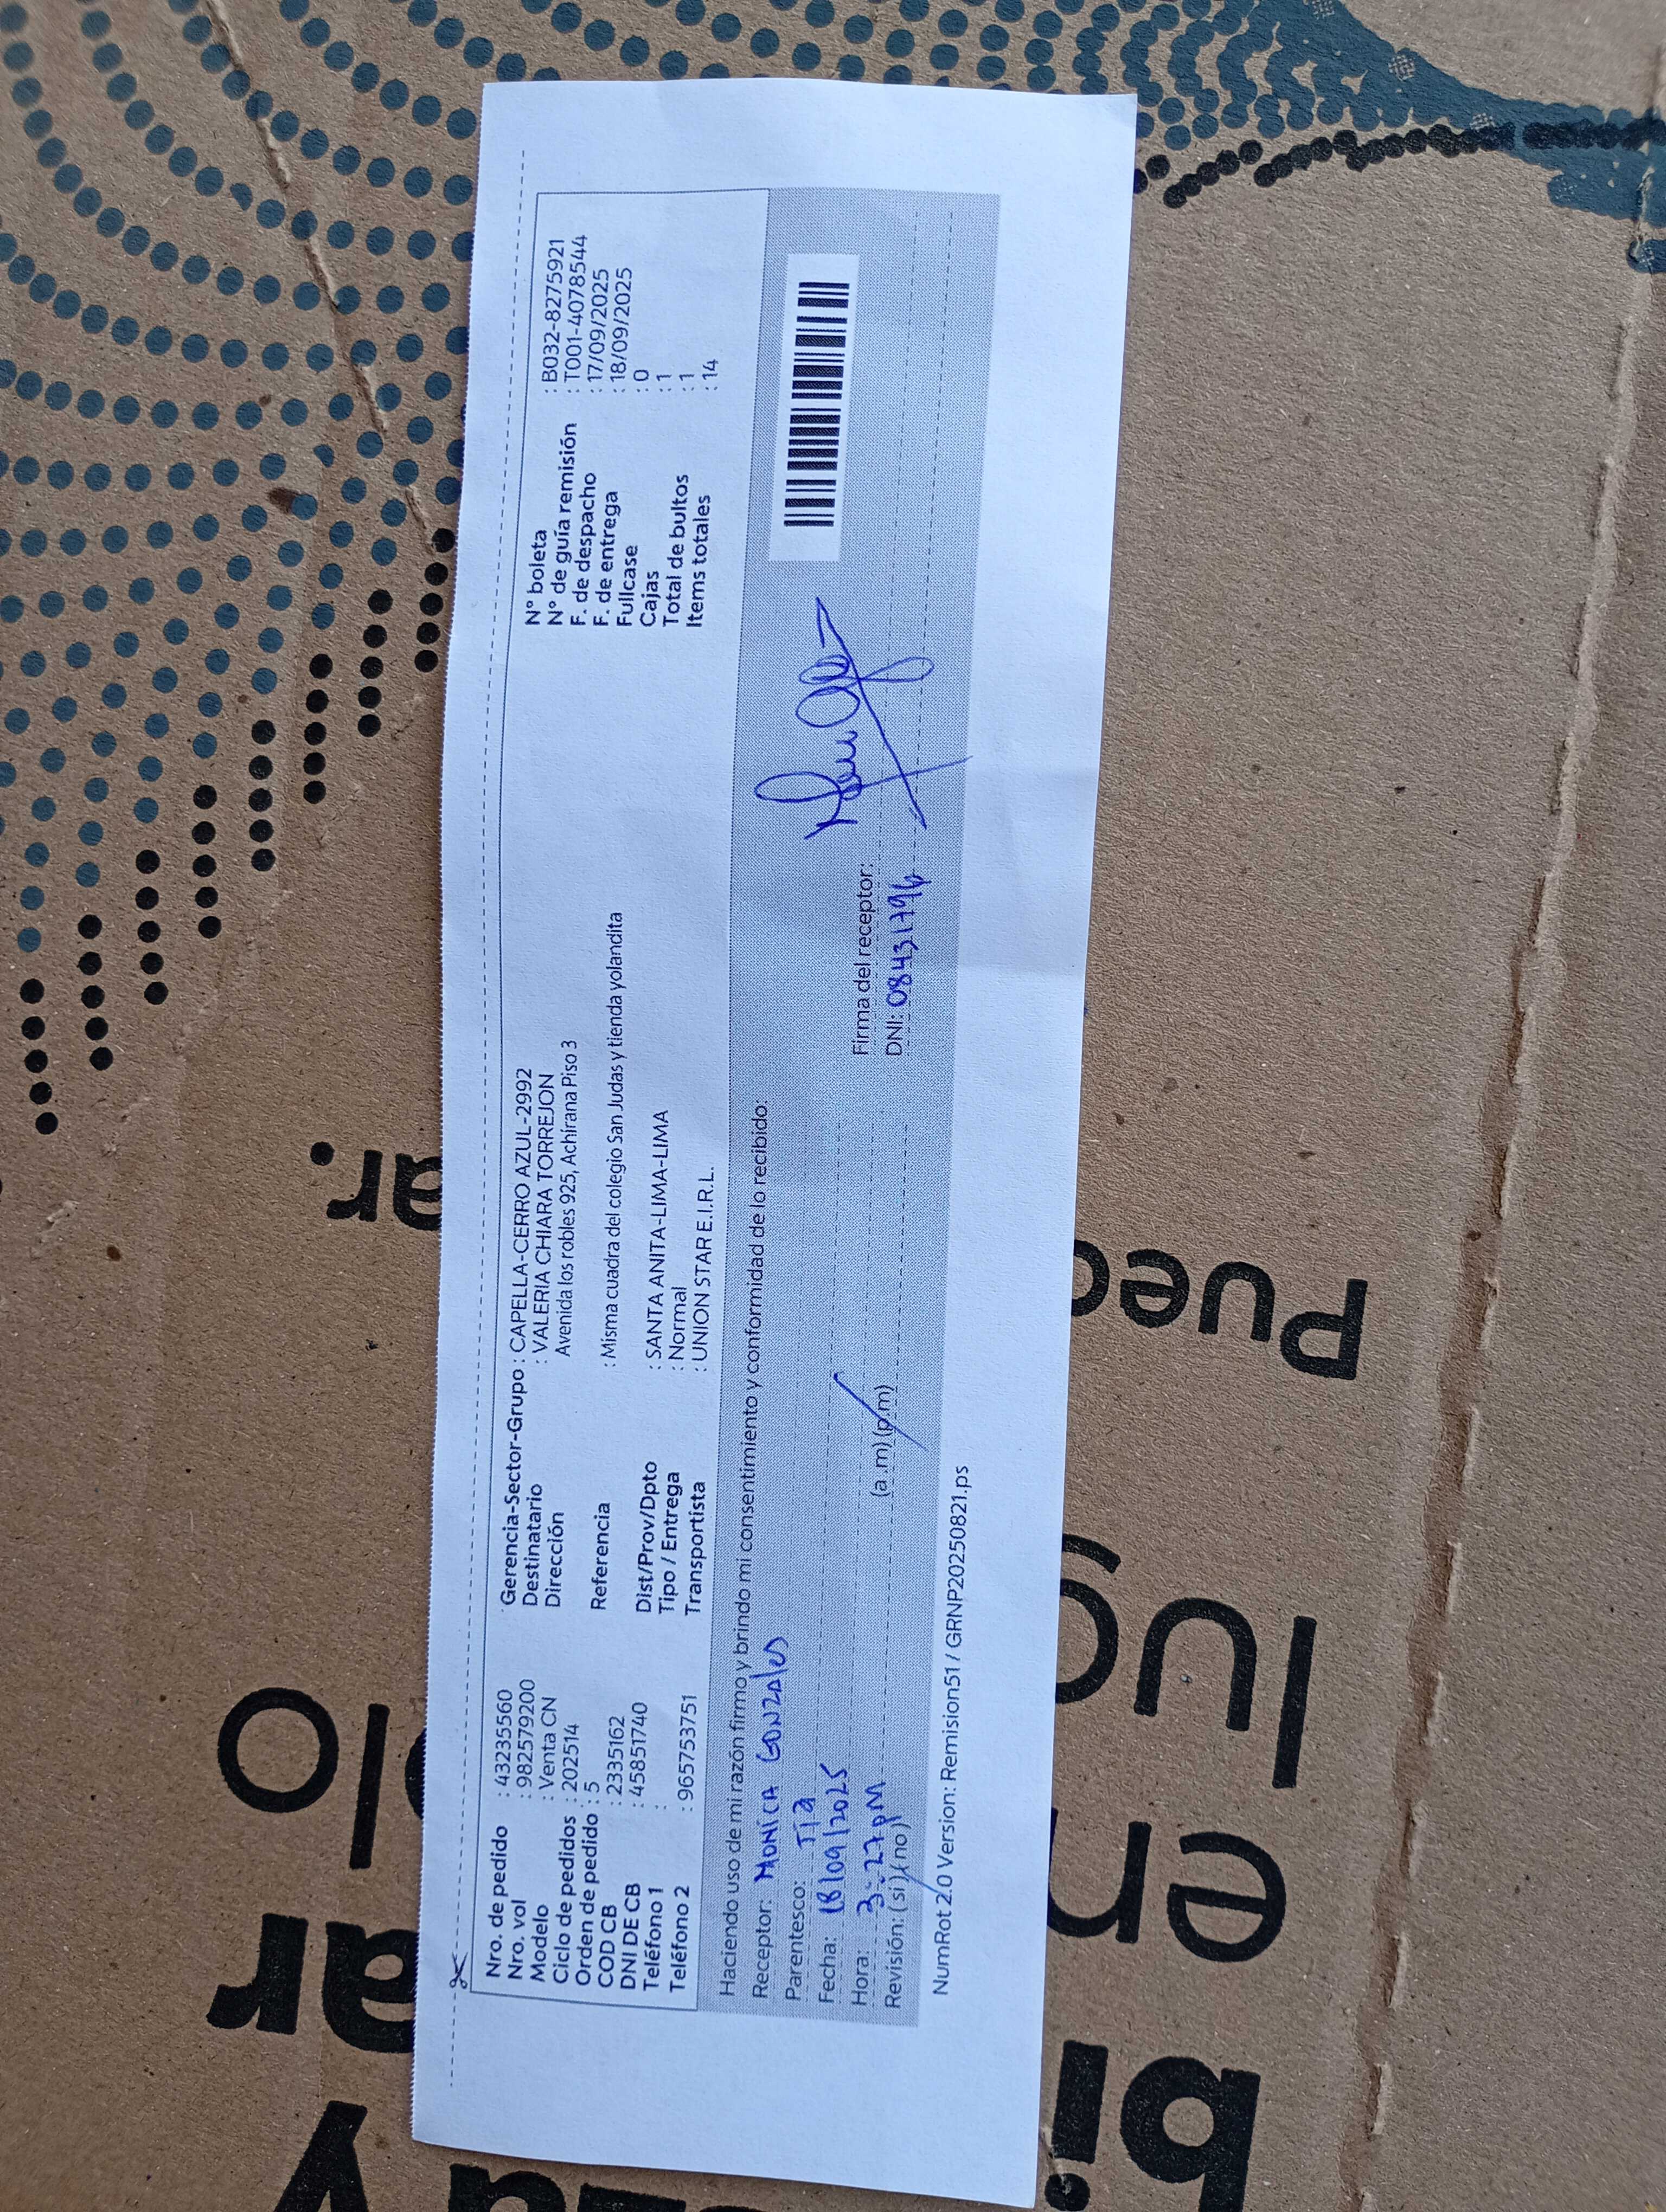 Nro. de pedido : 43235560
Nro. vol : 982579200
Modelo : Venta CN
Ciclo de pedidos : 202514
Orden de pedido : 5
COD CB : 2335162
DNI DE CB : 45851740
Teléfono 1 :
Teléfono 2 : 965753751
Gerencia-Sector-Grupo : CAPELLA-CERRO AZUL-2992
Destinatario : VALERIA CHIARA TORREJON
Dirección Avenida los robles 925, Achirana Piso 3
Referencia : Misma cuadra del colegio San Judas y tienda yolandita
Dist/Prov/Dpto : SANTA ANITA-LIMA-LIMA
Tipo / Entrega : Normal
Transportista : UNION STAR E.I.R.L.
N° boleta : B032-8275921
N° de guía remisión : T001-4078544
F. de despacho : 17/09/2025
F. de entrega : 18/09/2025
Fullcase : 0
Cajas : 1
Total de bultos : 1
Items totales : 14
Haciendo uso de mi razón firmo y brindo mi consentimiento y conformidad de lo recibido:
Receptor: MONICA GONZALES
Parentesco: Tia
Fecha: 18/09/2025
Hora: 3:27 pM (a.m) (p.m)
Revisión: (si) (no)
Firma del receptor:
DNI: 08431796
NumRot 2.0 Version: Remision51 / GRNP20250821.ps
ar.
lo
ar
Pued
lug
en
bi